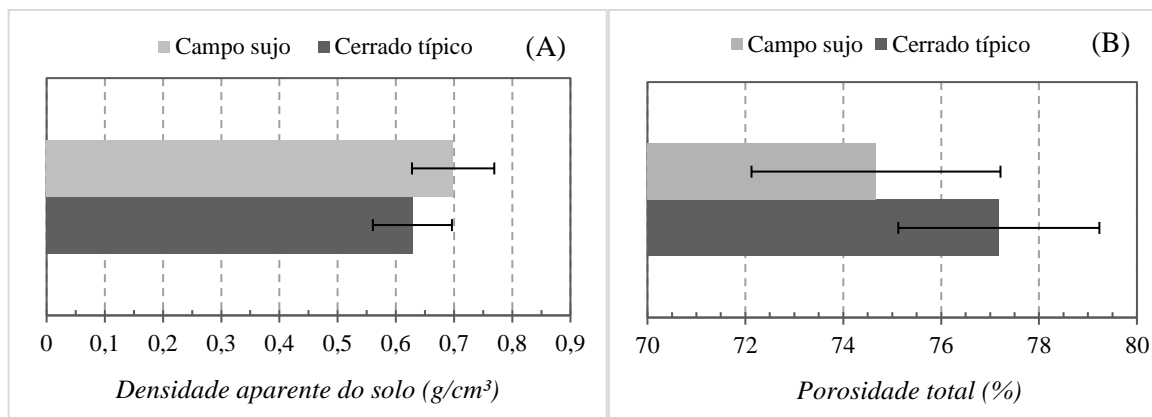 Campo sujo Cerrado típico (A)
0 0,1 0,2 0,3 0,4 0,5 0,6 0,7 0,8 0,9
Densidade aparente do solo (g/cm³)
Campo sujo Cerrado típico (B)
70 72 74 76 78 80
Porosidade total (%)